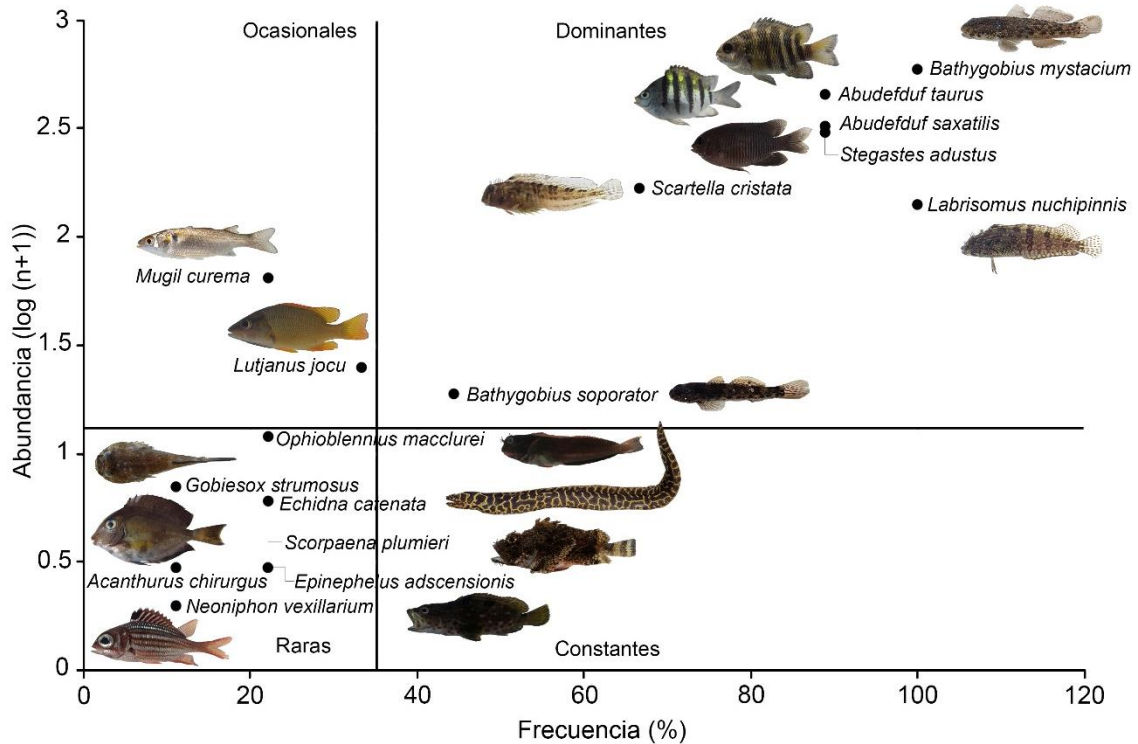 3
Ocasionales
Dominantes
Bathygobius mystacium
Abudefduf taurus
2.5
Abudefduf saxatilis
Stegastes adustus
Scartella cristata
Labrisomus nuchipinnis
2
Mugil curema
1.5
Lutjanus jocu
Bathygobius soporator
Abundancia (log (n+1))
1
Ophioblennius macclurei
Gobiesox strumosus
Echidna catenata
Scorpaena plumieri
0.5
Acanthurus chirurgus
Epinephelus adscensionis
Neoniphon vexillarium
Raras
Constantes
0
0
20
40
60
80
100
120
Frecuencia (%)